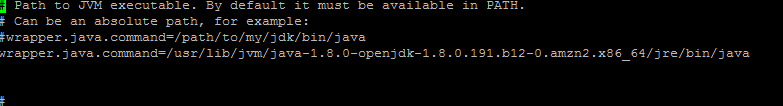 # Path to JVM executable. By default it must be available in PATH.
# Can be an absolute path, for example:
#wrapper.java.command=/path/to/my/jdk/bin/java
wrapper.java.command=/usr/lib/jvm/java-1.8.0-openjdk-1.8.0.191.b12-0.amzn2.x86_64/jre/bin/java
#